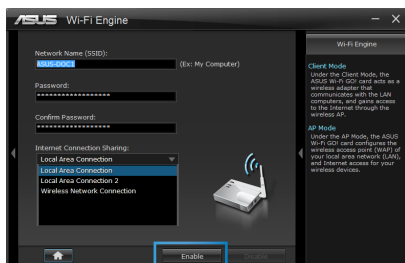 ASUS Wi-Fi Engine
Network Name (SSID):
ASUS-DOC1 (Ex: My Computer)
Password:
******************
Confirm Password:
******************
Internet Connection Sharing:
Local Area Connection
Local Area Connection
Local Area Connection 2
Wireless Network Connection
Enable
Disable
Wi-Fi Engine
Client Mode
Under the Client Mode, the
ASUS Wi-Fi GO! card acts as a
wireless adapter that
communicates with the LAN
computers, and gains access
to the Internet through the
wireless AP.
AP Mode
Under the AP Mode, the ASUS
Wi-Fi GO! card configures the
wireless access point (WAP) of
your local area network (LAN),
and Internet access for your
wireless devices.